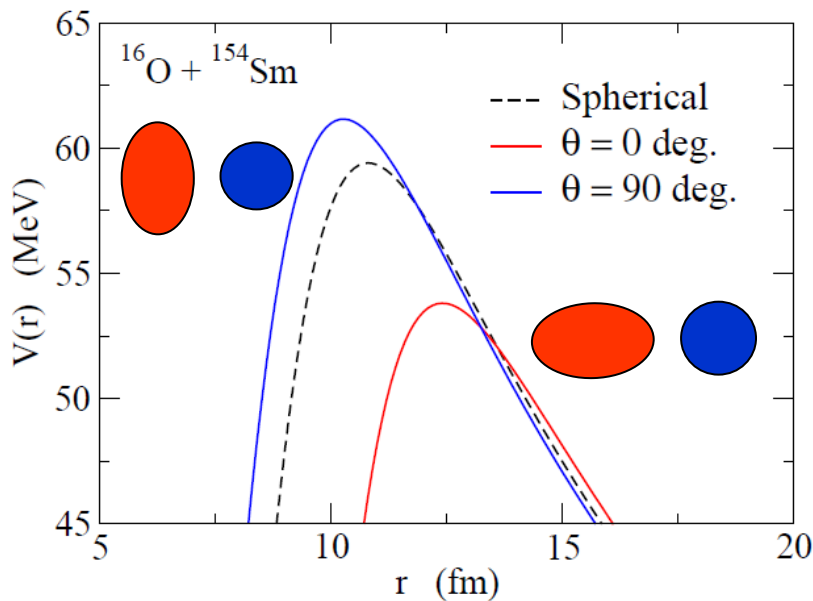 65
60
55
50
45
V(r) (MeV)
¹⁶O + ¹⁵⁴Sm
Spherical
θ = 0 deg.
θ = 90 deg.
5 10 15 20
r (fm)